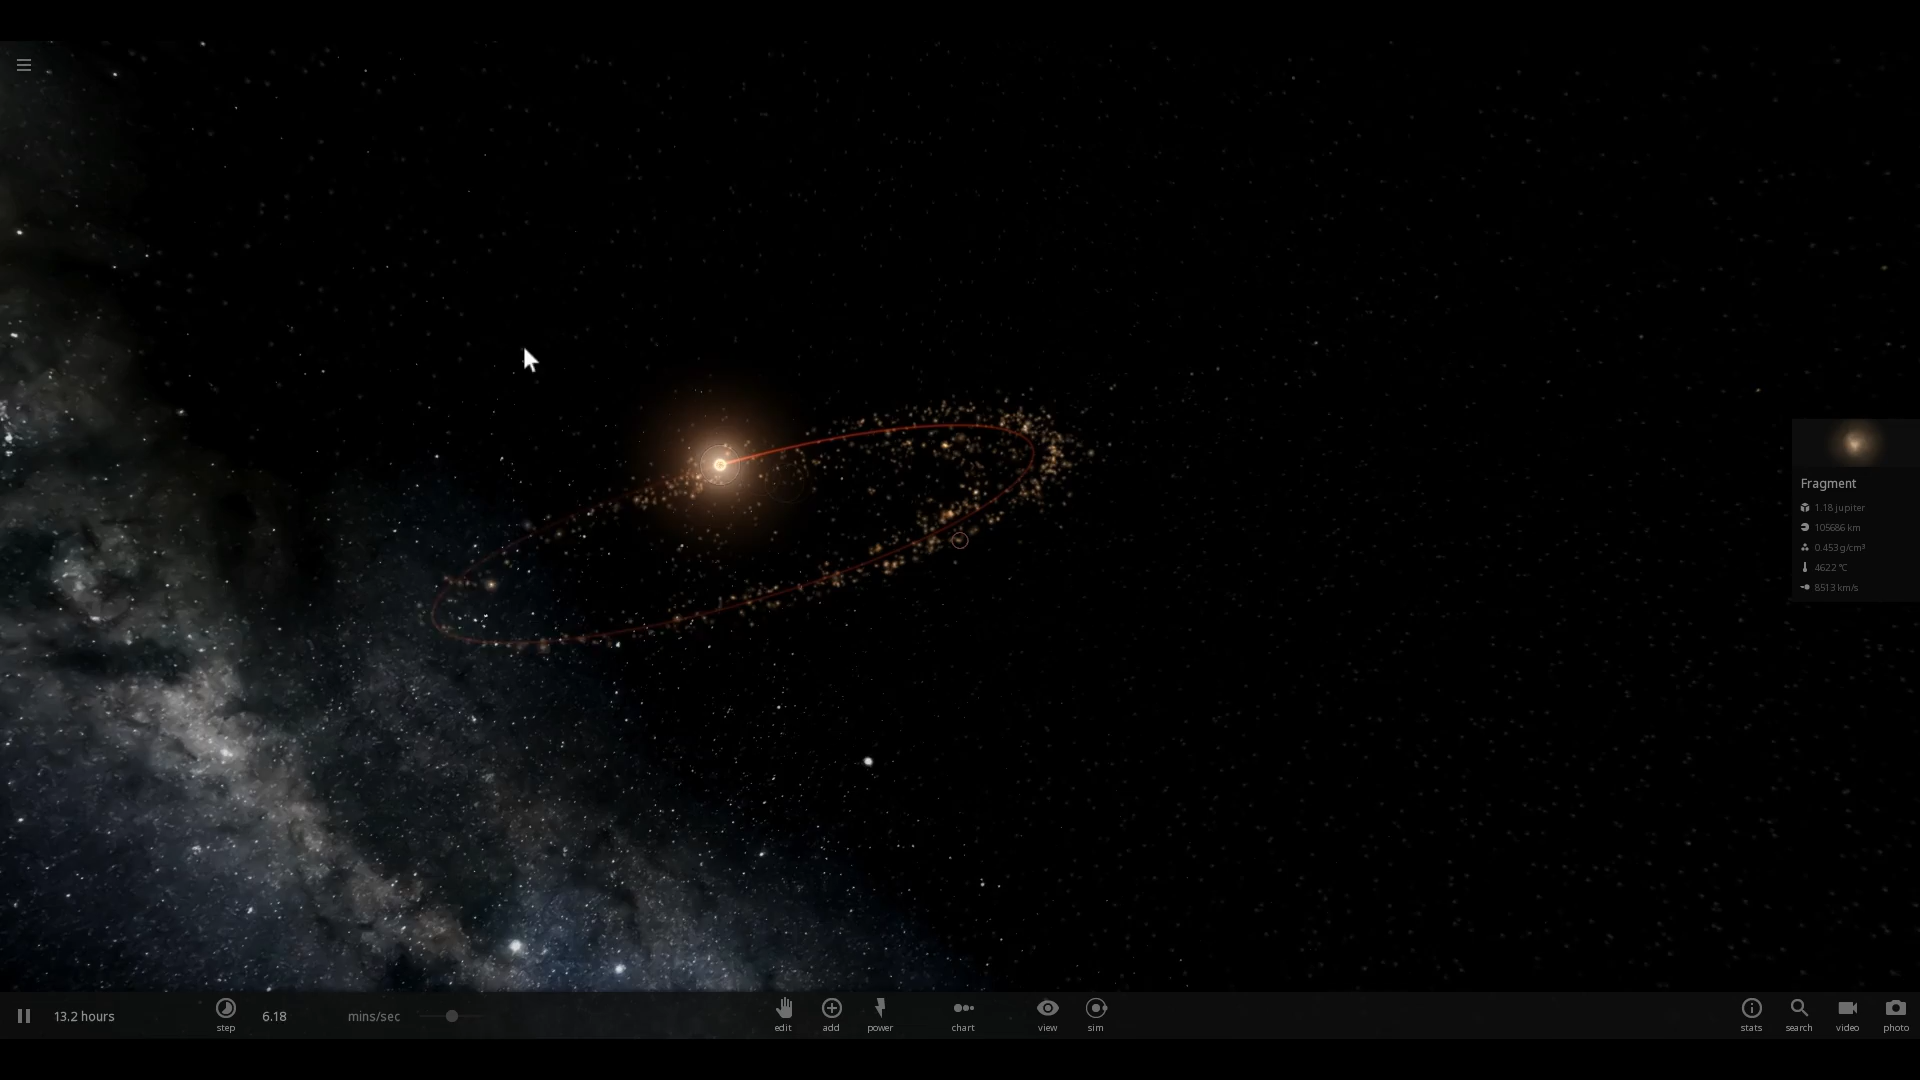 Fragment
1.18 jupiter
105686 km
0.453 g/cm³
4622 °C
8513 km/s
13.2 hours
step
6.18
mins/sec
edit
add
power
chart
view
sim
stats
search
video
photo